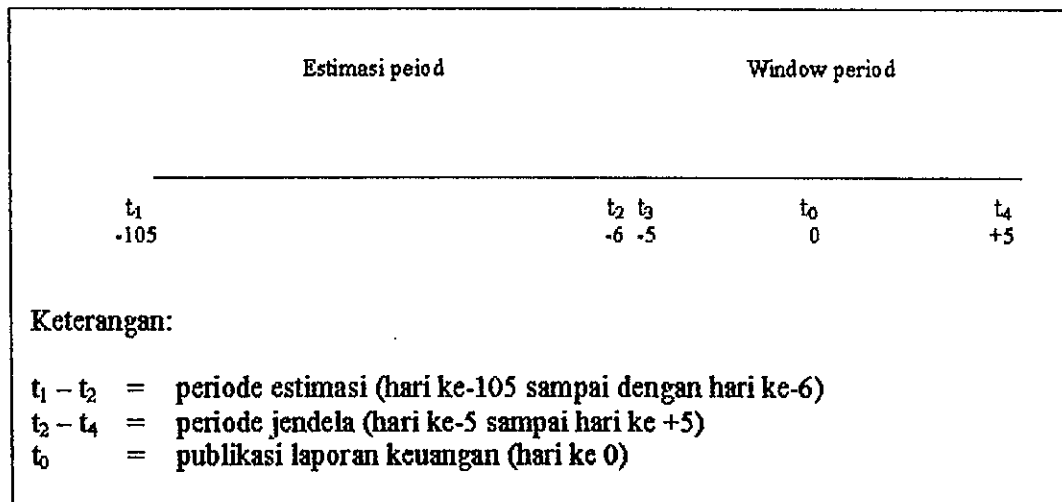 Estimasi peiod Window period
t₁ t₂ t₃ t₀ t₄
-105 -6 -5 0 +5
Keterangan:
t₁ – t₂ = periode estimasi (hari ke-105 sampai dengan hari ke-6)
t₂ – t₄ = periode jendela (hari ke-5 sampai hari ke +5)
t₀ = publikasi laporan keuangan (hari ke 0)